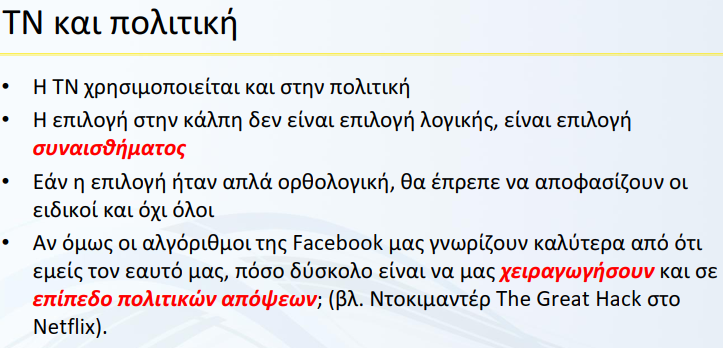 ΤΝ και πολιτική
• Η ΤΝ χρησιμοποιείται και στην πολιτική
• Η επιλογή στην κάλπη δεν είναι επιλογή λογικής, είναι επιλογή
συναισθήματος
• Εάν η επιλογή ήταν απλά ορθολογική, θα έπρεπε να αποφασίζουν οι
ειδικοί και όχι όλοι
• Αν όμως οι αλγόριθμοι της Facebook μας γνωρίζουν καλύτερα από ότι
εμείς τον εαυτό μας, πόσο δύσκολο είναι να μας χειραγωγήσουν και σε
επίπεδο πολιτικών απόψεων; (βλ. Ντοκιμαντέρ The Great Hack στο
Netflix).